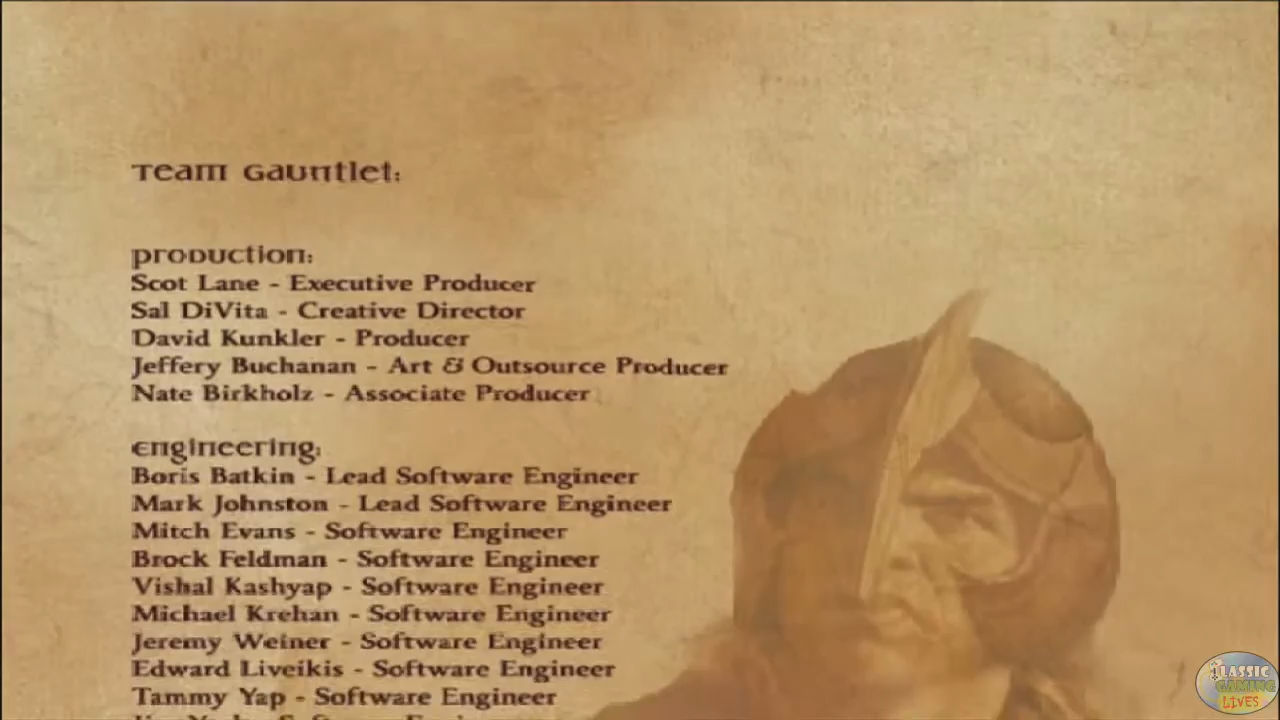 Team Gauntlet:
Production:
Scot Lane - Executive Producer
Sal DiVita - Creative Director
David Kunkler - Producer
Jeffery Buchanan - Art & Outsource Producer
Nate Birkholz - Associate Producer
Engineering:
Boris Batkin - Lead Software Engineer
Mark Johnston - Lead Software Engineer
Mitch Evans - Software Engineer
Brock Feldman - Software Engineer
Vishal Kashyap - Software Engineer
Michael Krehan - Software Engineer
Jeremy Weiner - Software Engineer
Edward Liveikis - Software Engineer
Tammy Yap - Software Engineer
CLASSIC
GAMING
LIVES